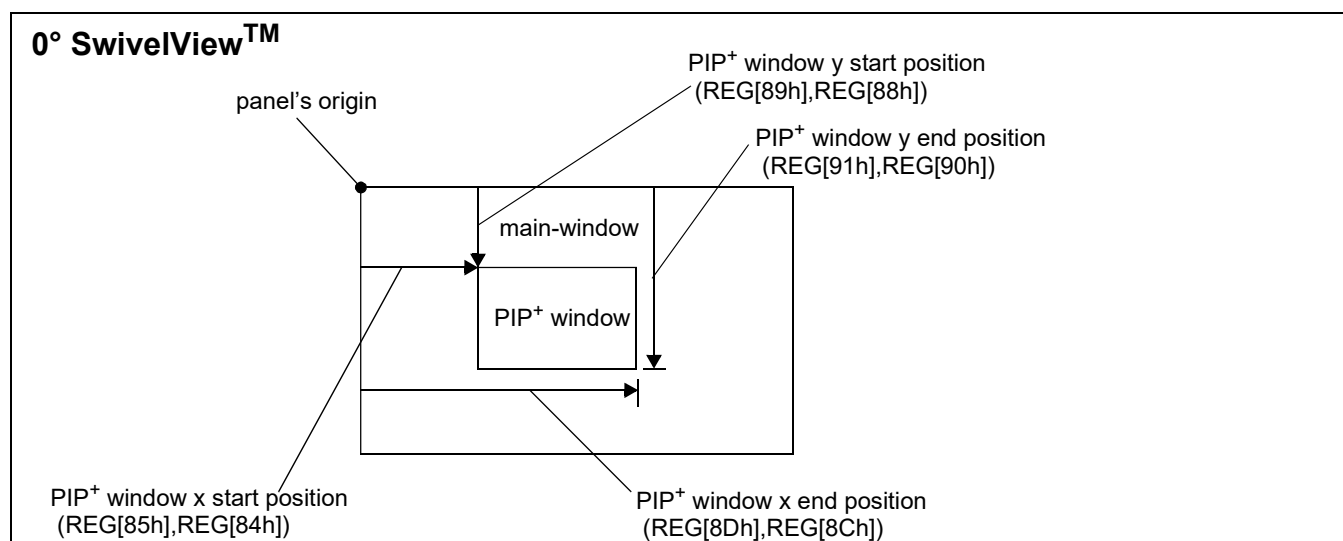 0° SwivelView™
PIP⁺ window y start position
(REG[89h],REG[88h])
panel’s origin
PIP⁺ window y end position
(REG[91h],REG[90h])
main-window
PIP⁺ window
PIP⁺ window x start position
(REG[85h],REG[84h])
PIP⁺ window x end position
(REG[8Dh],REG[8Ch])